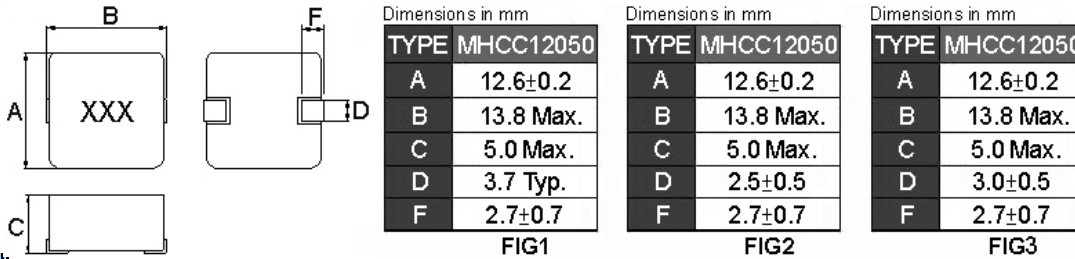 B
F
A
XXX
D
C
Dimensions in mm
TYPE MHCC12050
A 12.6±0.2
B 13.8 Max.
C 5.0 Max.
D 3.7 Typ.
F 2.7±0.7
FIG1
Dimensions in mm
TYPE MHCC12050
A 12.6±0.2
B 13.8 Max.
C 5.0 Max.
D 2.5±0.5
F 2.7±0.7
FIG2
Dimensions in mm
TYPE MHCC12050
A 12.6±0.2
B 13.8 Max.
C 5.0 Max.
D 3.0±0.5
F 2.7±0.7
FIG3